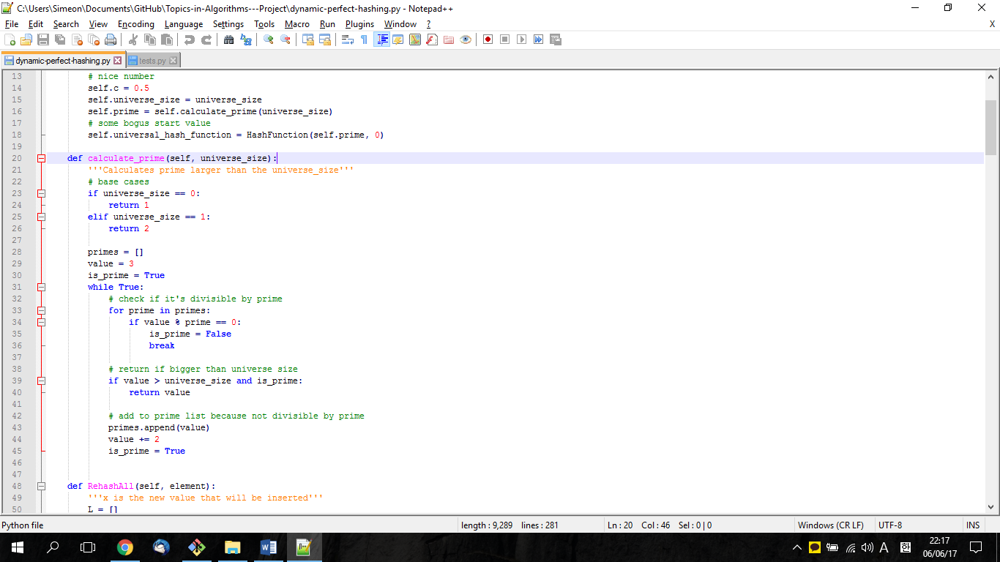 C:\Users\Simeon\Documents\GitHub\Topics-in-Algorithms---Project\dynamic-perfect-hashing.py - Notepad++
File Edit Search View Encoding Language Settings Tools Macro Run Plugins Window ? X
dynamic-perfect-hashing.py tests.py
13 # nice number
14 self.c = 0.5
15 self.universe_size = universe_size
16 self.prime = self.calculate_prime(universe_size)
17 # some bogus start value
18 self.universal_hash_function = HashFunction(self.prime, 0)
19
20 def calculate_prime(self, universe_size):
21 '''Calculates prime larger than the universe_size'''
22 # base cases
23 if universe_size == 0:
24 return 1
25 elif universe_size == 1:
26 return 2
27
28 primes = []
29 value = 3
30 is_prime = True
31 while True:
32 # check if it's divisible by prime
33 for prime in primes:
34 if value % prime == 0:
35 is_prime = False
36 break
37
38 # return if bigger than universe size
39 if value > universe_size and is_prime:
40 return value
41
42 # add to prime list because not divisible by prime
43 primes.append(value)
44 value += 2
45 is_prime = True
46
47
48 def RehashAll(self, element):
49 '''x is the new value that will be inserted'''
50 L = []
Python file length : 9,289 lines : 281 Ln : 20 Col : 46 Sel : 0 | 0 Windows (CR LF) UTF-8 INS
A 한 22:17
06/06/17